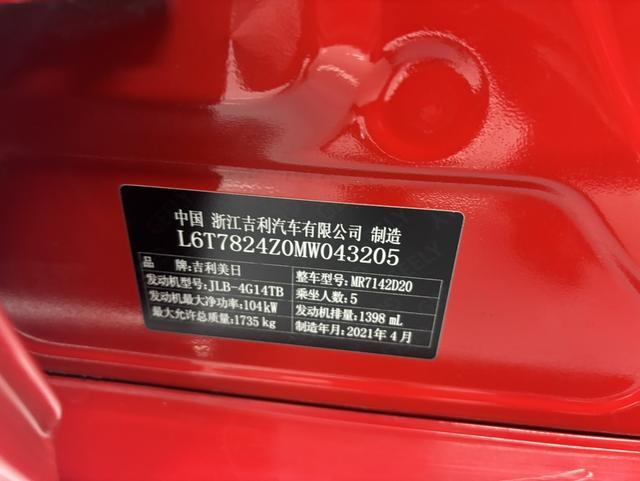 中国 浙江吉利汽车有限公司 制造
L6T7824Z0MW043205
品 牌:吉利美日
整车型号:MR7142D20
发动机型号:JLB-4G14TB
乘坐人数:5
发动机最大净功率:104kW
发动机排量:1398 mL
最大允许总质量:1735 kg
制造年月:2021年4月